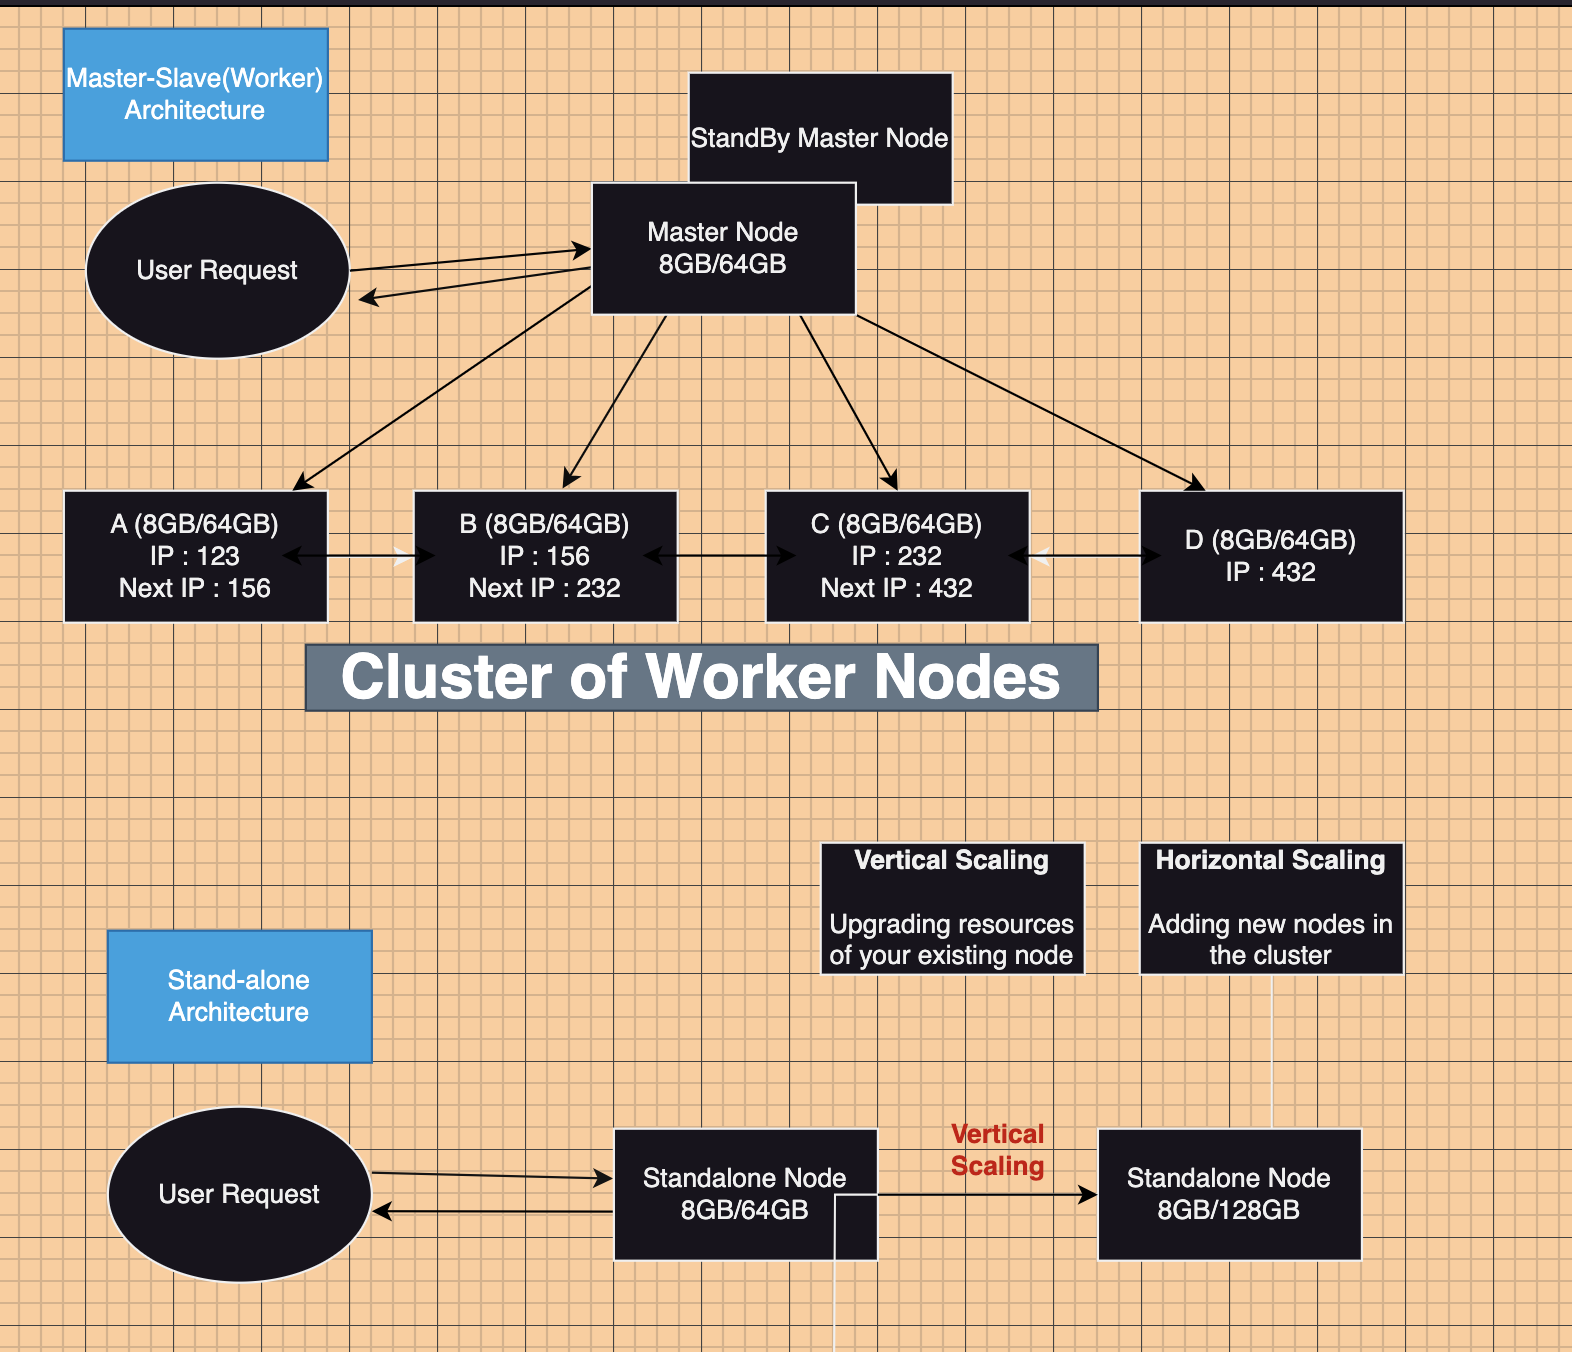 Master-Slave(Worker)
Architecture
StandBy Master Node
Master Node
8GB/64GB
User Request
A (8GB/64GB)
IP : 123
Next IP : 156
B (8GB/64GB)
IP : 156
Next IP : 232
C (8GB/64GB)
IP : 232
Next IP : 432
D (8GB/64GB)
IP : 432
Cluster of Worker Nodes
Vertical Scaling
Upgrading resources
of your existing node
Horizontal Scaling
Adding new nodes in
the cluster
Stand-alone
Architecture
User Request
Standalone Node
8GB/64GB
Vertical
Scaling
Standalone Node
8GB/128GB